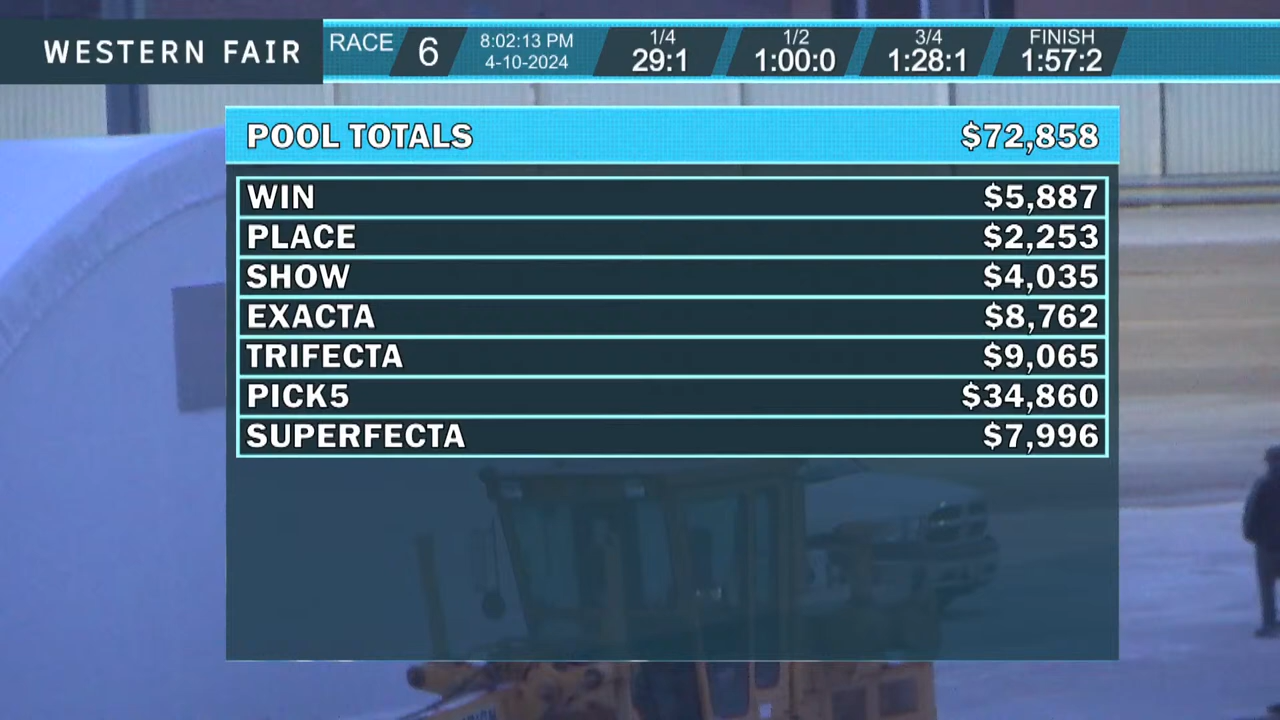 WESTERN FAIR
RACE 6
8:02:13 PM
4-10-2024
1/4
29:1
1/2
1:00:0
3/4
1:28:1
FINISH
1:57:2
POOL TOTALS $72,858
WIN $5,887
PLACE $2,253
SHOW $4,035
EXACTA $8,762
TRIFECTA $9,065
PICK5 $34,860
SUPERFECTA $7,996